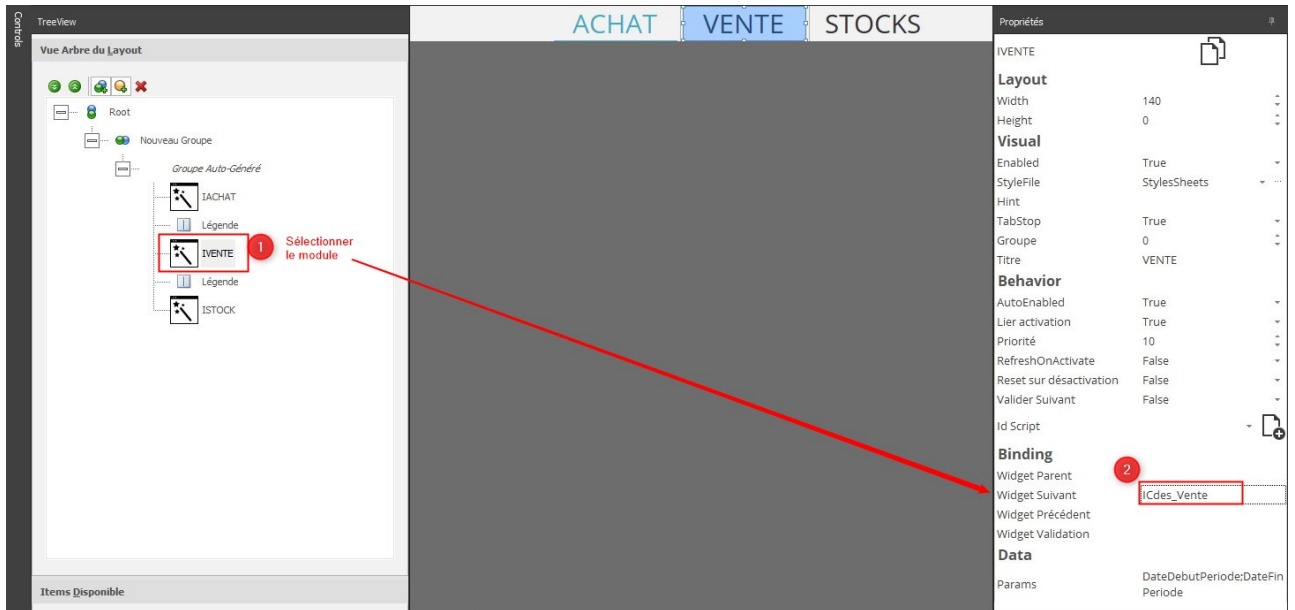 Controls
TreeView
Vue Arbre du Layout
Root
Nouveau Groupe
Groupe Auto-Généré
IACHAT
Légende
IVENTE
1
Sélectionner
le module
Légende
ISTOCK
Items Disponible
ACHAT VENTE STOCKS
Propriétés
IVENTE
Layout
Width 140
Height 0
Visual
Enabled True
StyleFile StylesSheets ...
Hint
TabStop True
Groupe 0
Titre VENTE
Behavior
AutoEnabled True
Lier activation True
Priorité 10
RefreshOnActivate False
Reset sur désactivation False
Valider Suivant False
Id Script
Binding
Widget Parent
2
Widget Suivant ICdes_Vente
Widget Précédent
Widget Validation
Data
Params DateDebutPeriode;DateFin
Periode